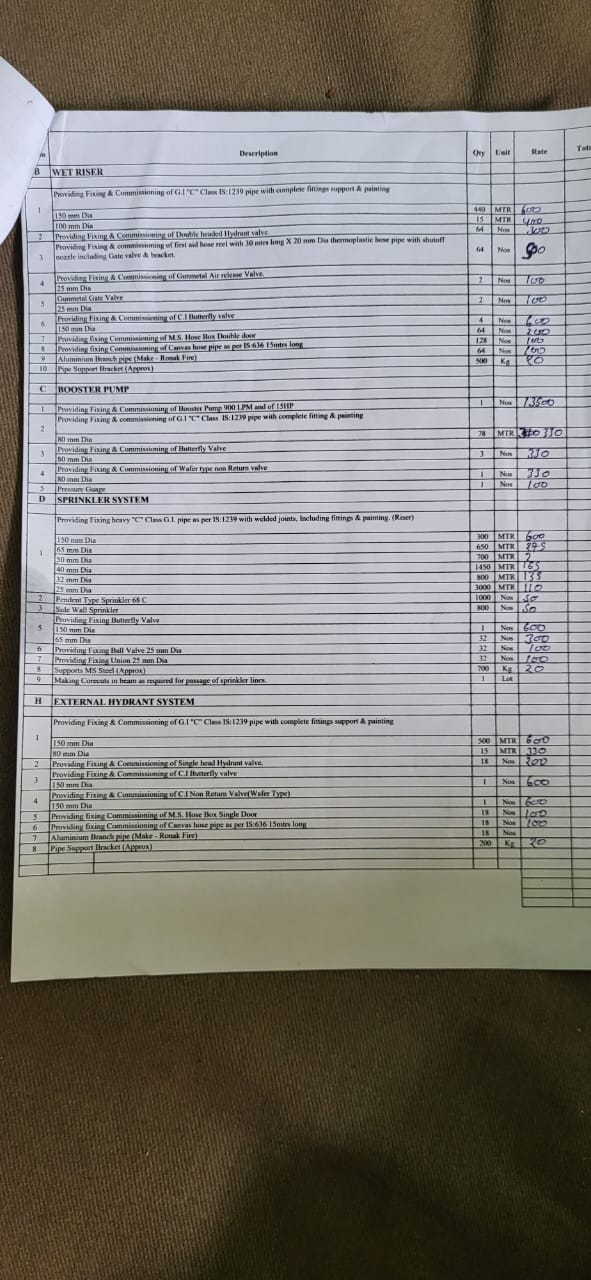 Description Qty Unit Rate
B WET RISER
Providing Fixing & Commissioning of G.I "C" Class IS:1239 pipe with complete fittings support & painting
1
150 mm Dia 440 MTR 600
100 mm Dia 15 MTR 400
2 Providing Fixing & Commissioning of Double headed Hydrant valve. 64 Nos 300
3 Providing Fixing & commissioning of first aid hose reel with 30 mtrs long X 20 mm Dia thermoplastic hose pipe with shutoff
nozzle including Gate valve & bracket. 64 Nos
4 Providing Fixing & Commissioning of Gunmetal Air release Valve.
25 mm Dia 2 Nos 100
5 Gunmetal Gate Valve
25 mm Dia 2 Nos 100
6 Providing Fixing & Commissioning of C.I Butterfly valve
150 mm Dia 4 Nos 600
7 Providing fixing Commissioning of M.S. Hose Box Double door 64 Nos 200
8 Providing fixing Commissioning of Canvas hose pipe as per IS:636 15mtrs long 128 Nos 100
9 Aluminium Branch pipe (Make - Ronak Fire) 64 Nos 100
10 Pipe Support Bracket (Approx) 500 Kg 20
C BOOSTER PUMP
1 Providing Fixing & Commissioning of Booster Pump 900 LPM and of 15HP 1 Nos 13500
2 Providing Fixing & Commissioning of G.I "C" Class IS:1239 pipe with complete fitting & painting
80 mm Dia 78 MTR 330
3 Providing Fixing & Commissioning of Butterfly Valve
80 mm Dia 3 Nos 330
4 Providing Fixing & Commissioning of Wafer type non Return valve
80 mm Dia 1 Nos 330
5 Pressure Guage 1 Nos 100
D SPRINKLER SYSTEM
Providing Fixing heavy "C" Class G.I. pipe as per IS:1239 with welded joints, Including fittings & painting. (Riser)
1
150 mm Dia 300 MTR 600
65 mm Dia 650 MTR 275
50 mm Dia 700 MTR
40 mm Dia 1450 MTR 165
32 mm Dia 800 MTR 135
25 mm Dia 3000 MTR 110
2 Pendent Type Sprinkler 68 C 1000 Nos 50
3 Side Wall Sprinkler 800 Nos 50
5 Providing Fixing Butterfly Valve
150 mm Dia 1 Nos 600
65 mm Dia 32 Nos 300
6 Providing Fixing Ball Valve 25 mm Dia 32 Nos 100
7 Providing Fixing Union 25 mm Dia 32 Nos 100
8 Supports MS Steel (Approx) 700 Kg 20
9 Making Corecuts in beam as required for passage of sprinkler lines. 1 Lot
H EXTERNAL HYDRANT SYSTEM
Providing Fixing & Commissioning of G.I "C" Class IS:1239 pipe with complete fittings support & painting
1
150 mm Dia 500 MTR 600
80 mm Dia 15 MTR 330
2 Providing Fixing & Commissioning of Single head Hydrant valve. 18 Nos 200
3 Providing Fixing & Commissioning of C.I Butterfly valve
150 mm Dia 1 Nos 600
4 Providing Fixing & Commissioning of C.I Non Return Valve(Wafer Type)
150 mm Dia 1 Nos 600
5 Providing fixing Commissioning of M.S. Hose Box Single Door 18 Nos 100
6 Providing fixing Commissioning of Canvas hose pipe as per IS:636 15mtrs long 18 Nos 100
7 Aluminium Branch pipe (Make - Ronak Fire) 18 Nos
8 Pipe Support Bracket (Approx) 200 Kg 20